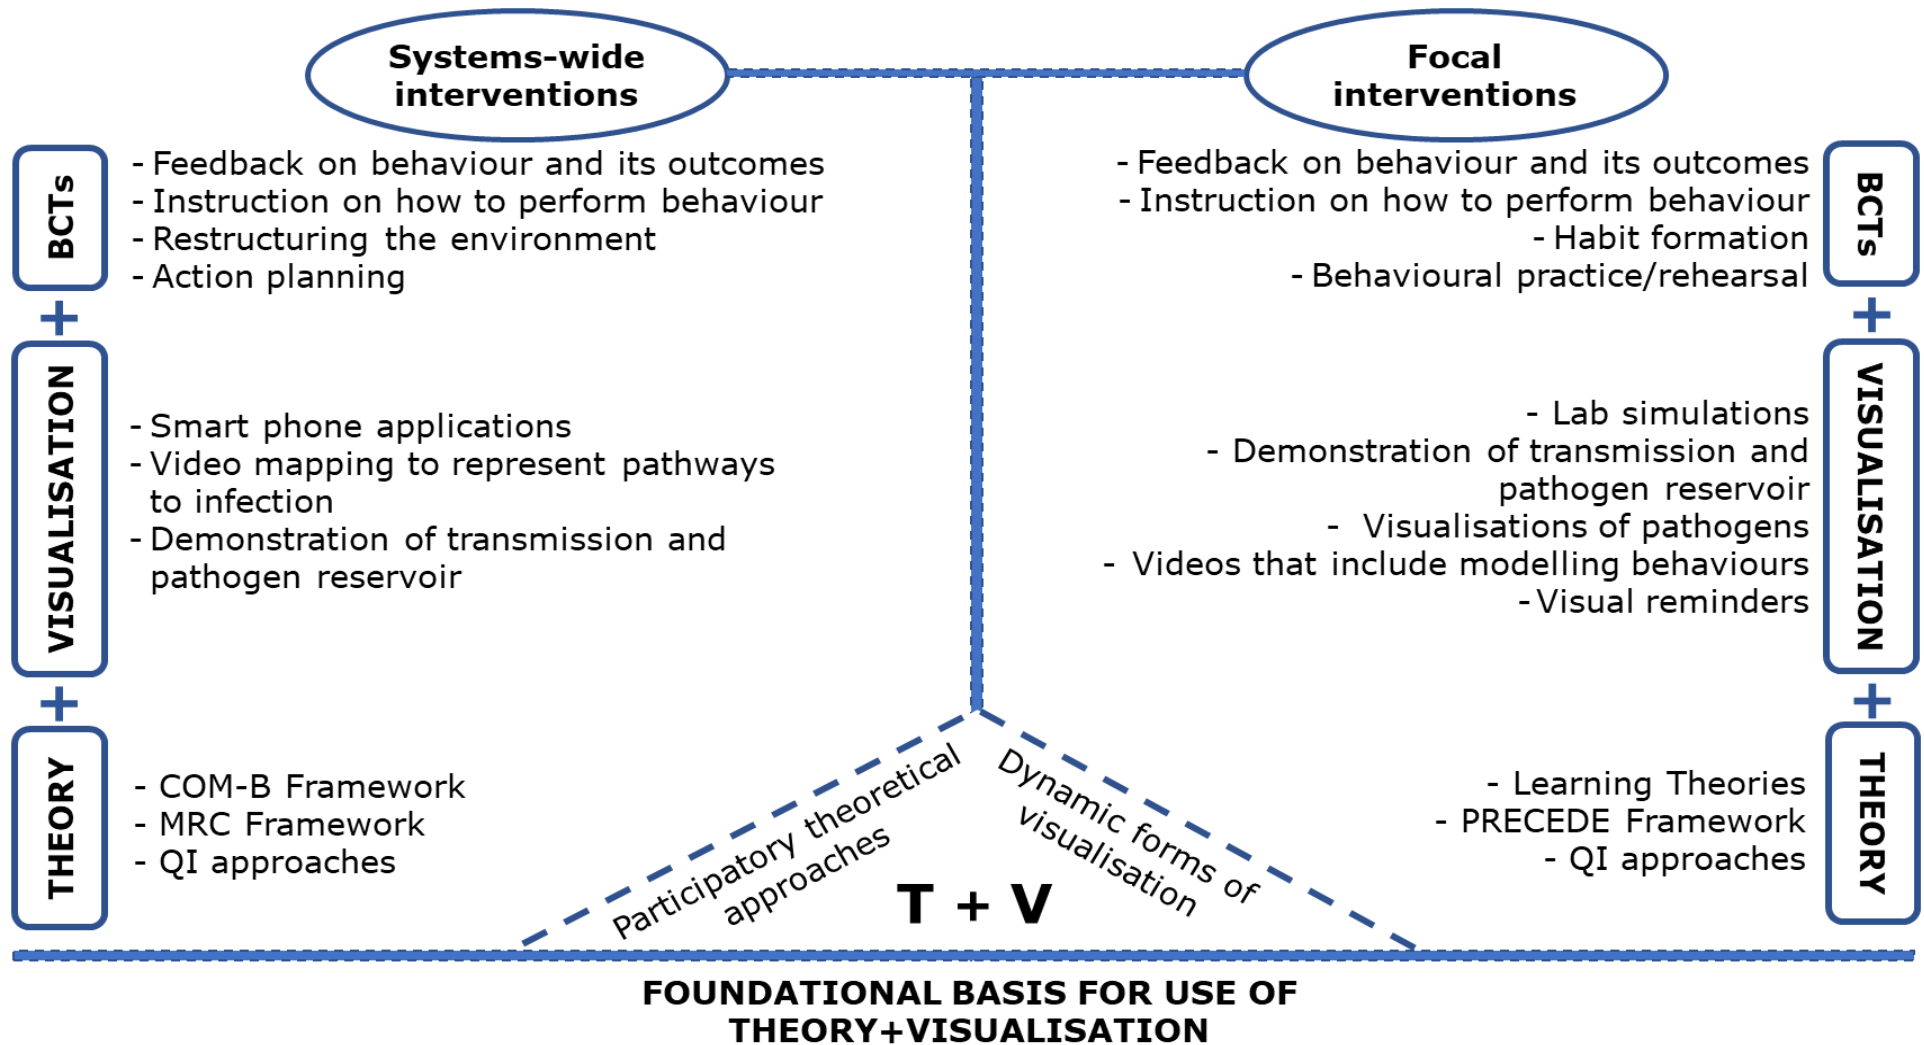 Systems-wide
interventions
BCTs
- Feedback on behaviour and its outcomes
- Instruction on how to perform behaviour
- Restructuring the environment
- Action planning
+
VISUALISATION
- Smart phone applications
- Video mapping to represent pathways
to infection
- Demonstration of transmission and
pathogen reservoir
+
THEORY
- COM-B Framework
- MRC Framework
- QI approaches
Focal
interventions
BCTs
- Feedback on behaviour and its outcomes
- Instruction on how to perform behaviour
- Habit formation
- Behavioural practice/rehearsal
+
VISUALISATION
- Lab simulations
- Demonstration of transmission and
pathogen reservoir
- Visualisations of pathogens
- Videos that include modelling behaviours
- Visual reminders
+
THEORY
- Learning Theories
- PRECEDE Framework
- QI approaches
Participatory theoretical
approaches
Dynamic forms of
visualisation
T + V
FOUNDATIONAL BASIS FOR USE OF
THEORY+VISUALISATION